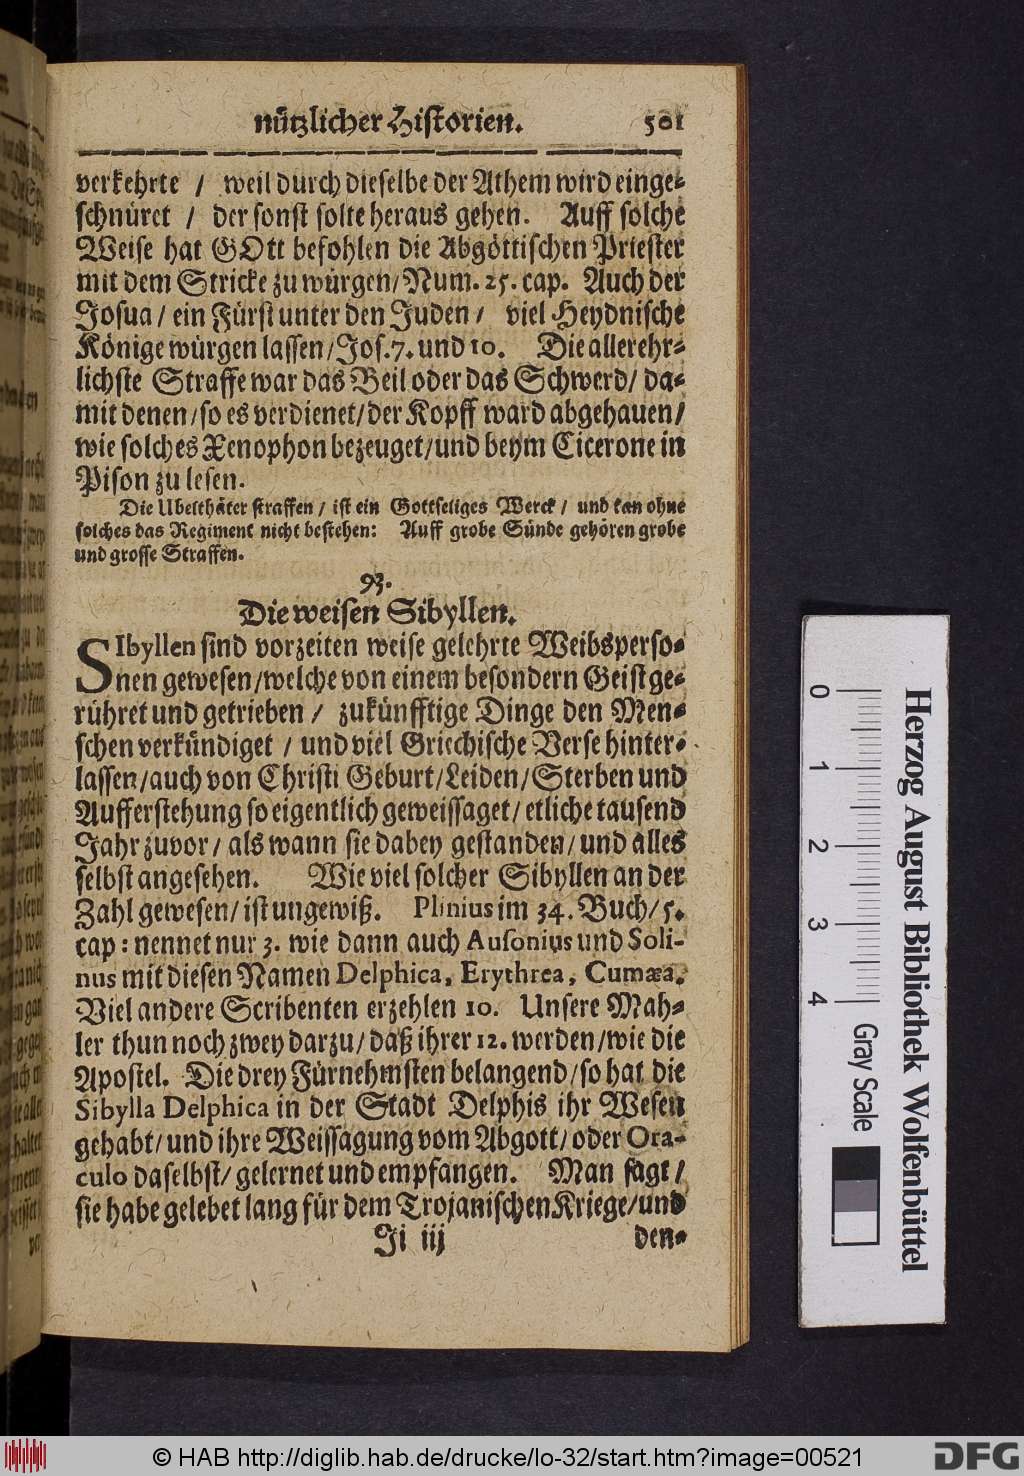 nützlicher Historien. 501
verkehrte / weil durch dieselbe der Athem wird einge-
schnüret / der sonst solte heraus gehen. Auff solche
Weise hat GOtt befohlen die Abgöttischen Priester
mit dem Stricke zu würgen/ Num. 25. cap. Auch der
Josua / ein Fürst unter den Juden / viel Heydnische
Könige würgen lassen/ Jos. 7. und 10. Die allerehr-
lichste Straffe war das Beil oder das Schwerd/ da-
mit denen/ so es verdienet/ der Kopff ward abgehauen/
wie solches Xenophon bezeuget/ und beym Cicerone in
Pison zu lesen.
Die Ubelthäter straffen / ist ein Gottseliges Werck / und kan ohne
solches das Regiment nicht bestehen: Auff grobe Sünde gehören grobe
und grosse Straffen.
93.
Die weisen Sibyllen.
SIbyllen sind vorzeiten weise gelehrte Weibsperso-
nen gewesen/ welche von einem besondern Geist ge-
rühret und getrieben / zukünfftige Dinge den Men-
schen verkündiget / und viel Griechische Verse hinter-
lassen/ auch von Christi Geburt/ Leiden/ Sterben und
Aufferstehung so eigentlich geweissaget/ etliche tausend
Jahr zuvor / als wann sie dabey gestanden/ und alles
selbst angesehen. Wie viel solcher Sibyllen an der
Zahl gewesen/ ist ungewiß. Plinius im 34. Buch/ 5.
cap: nennet nur 3. wie dann auch Ausonius und Soli-
nus mit diesen Namen Delphica, Erythrea, Cumæa.
Viel andere Scribenten erzehlen 10. Unsere Mah-
ler thun noch zwey darzu/ daß ihrer 12. werden/ wie die
Apostel. Die drey Fürnehmsten belangend/ so hat die
Sibylla Delphica in der Stadt Delphis ihr Wesen
gehabt/ und ihre Weissagung vom Abgott/ oder Ora-
culo daselbst/ gelernet und empfangen. Man sagt/
sie habe gelebet lang für dem Trojanischen Kriege/ und
Ji iij den-
0 1 2 3 4
Gray Scale
Herzog August Bibliothek Wolfenbüttel
© HAB http://diglib.hab.de/drucke/lo-32/start.htm?image=00521
DFG